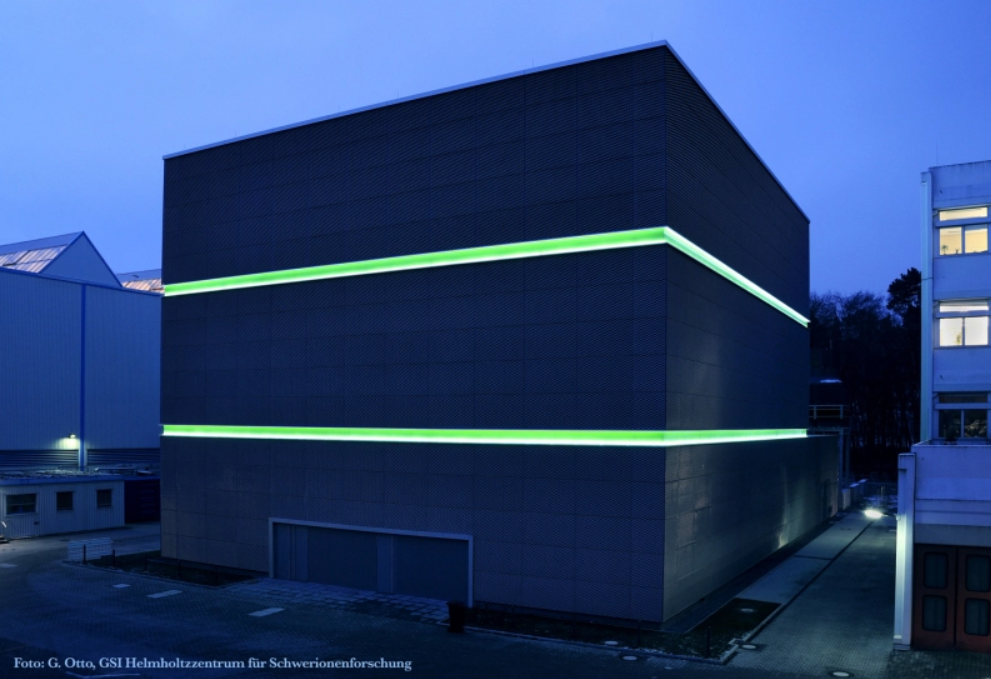 Foto: G. Otto, GSI Helmholtzzentrum für Schwerionenforschung